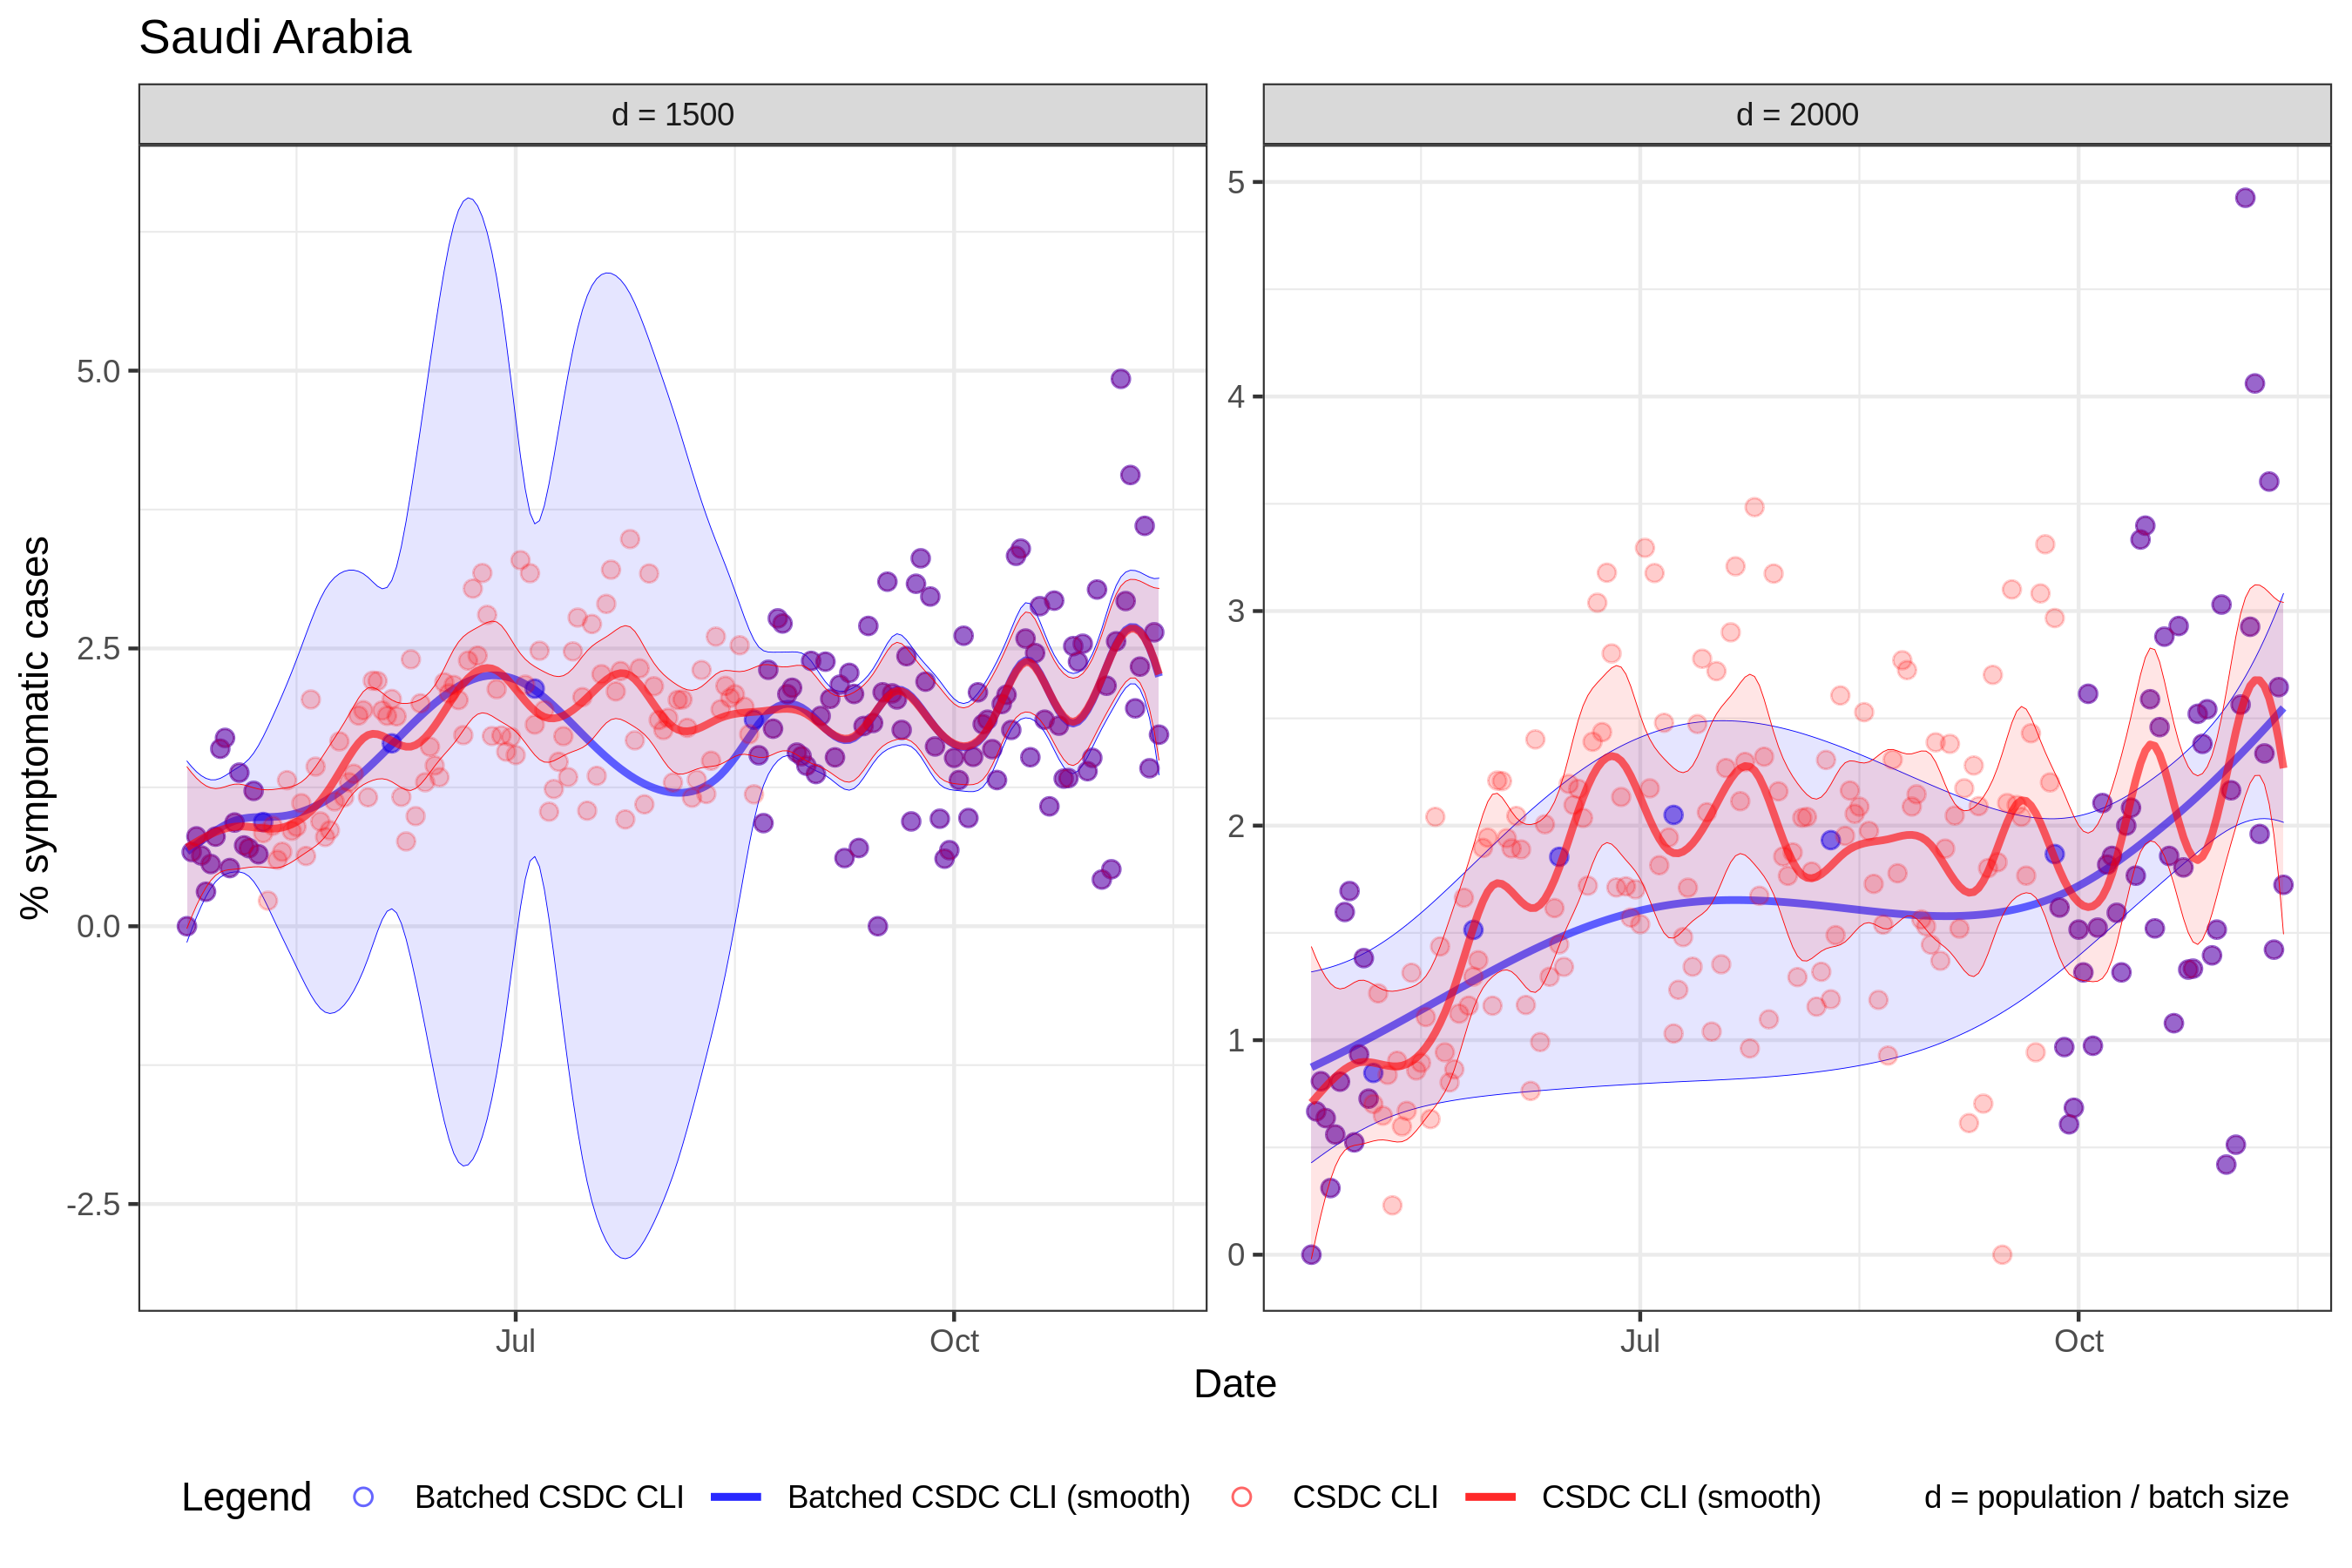 Saudi Arabia
d = 1500
d = 2000
% symptomatic cases
5.0
2.5
0.0
-2.5
5
4
3
2
1
0
Jul
Oct
Jul
Oct
Date
Legend
Batched CSDC CLI
Batched CSDC CLI (smooth)
CSDC CLI
CSDC CLI (smooth)
d = population / batch size